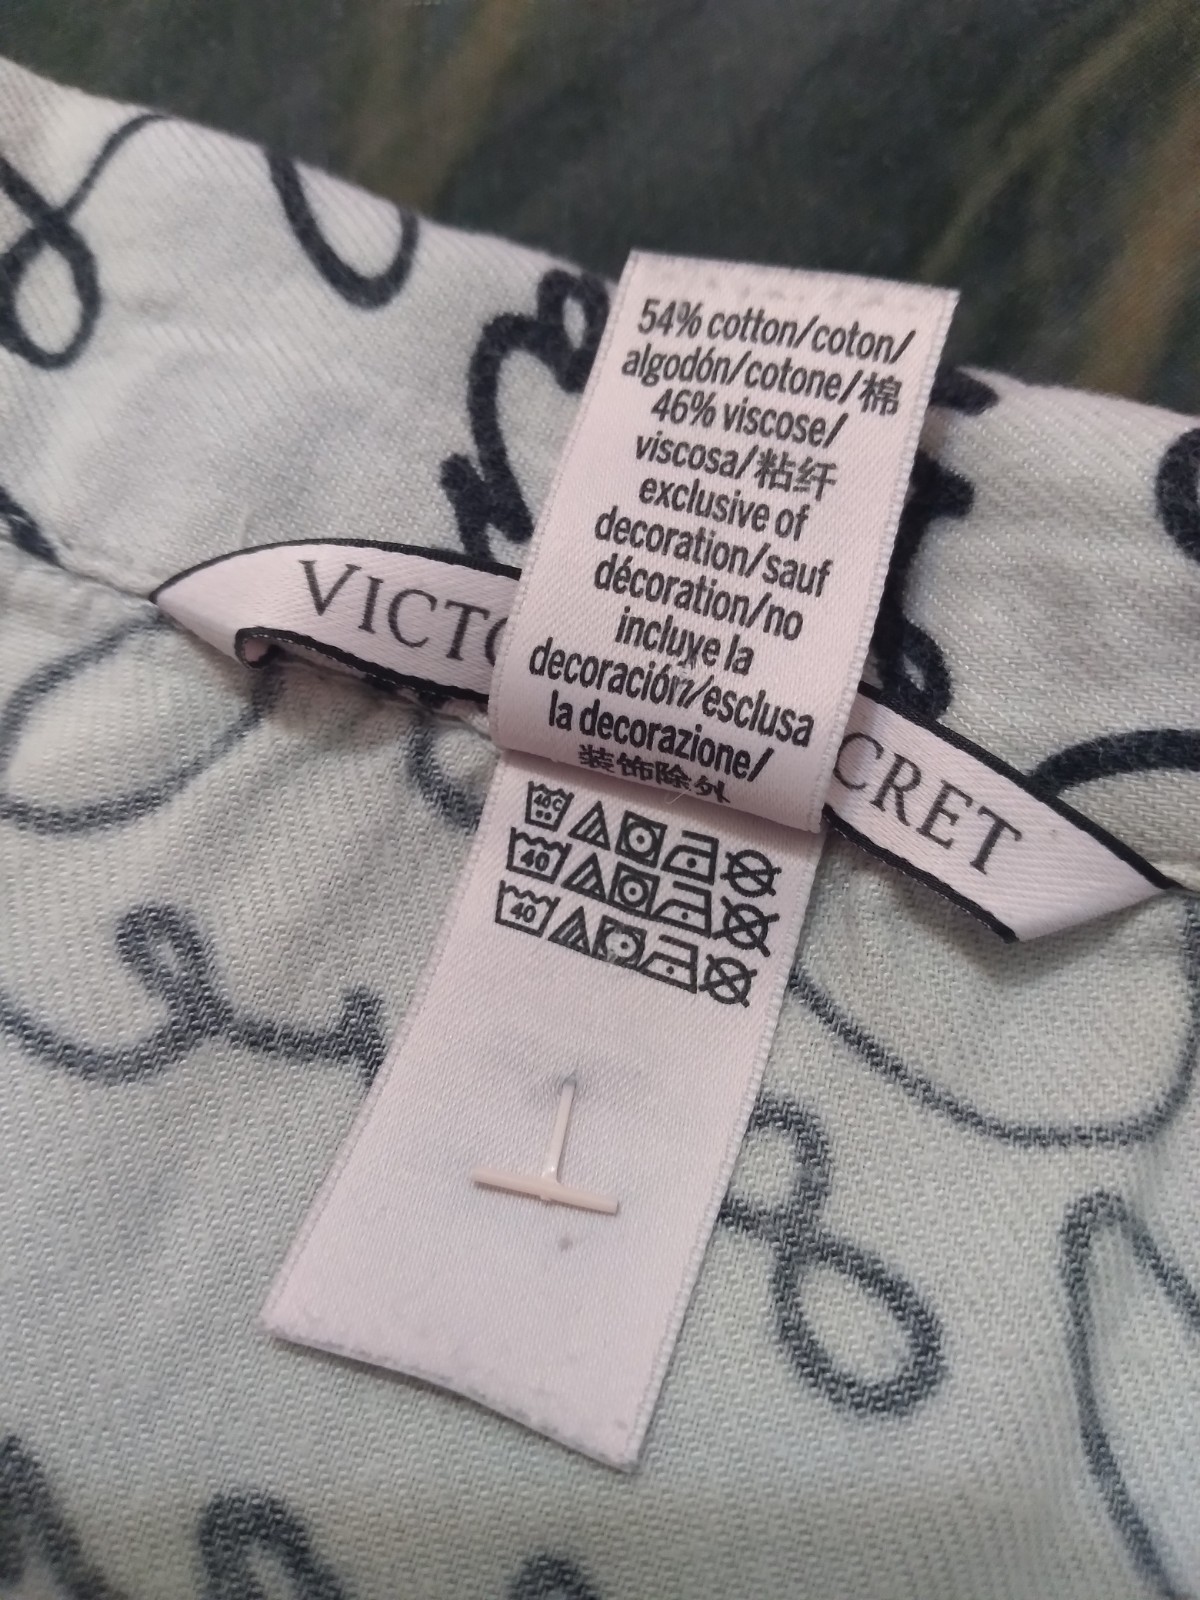 54% cotton/coton/
algodón/cotone/棉
46% viscose/
viscosa/粘纤
exclusive of
decoration/sauf
décoration/no
incluye la
decoración/esclusa
la decorazione/
装饰除外
VICTO
CRET
40C
40
40